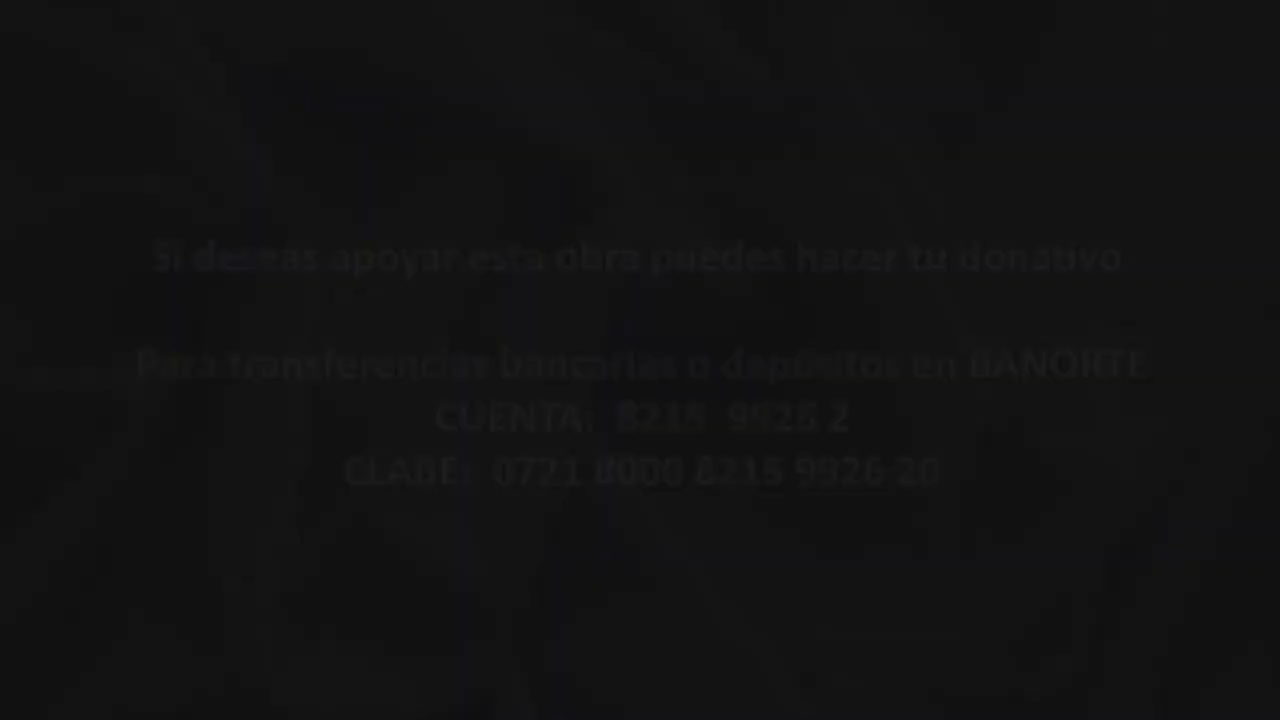 Si deseas apoyar esta obra puedes hacer tu donativo
Para transferencias bancarias o depósitos en BANORTE
CUENTA: 8215 9926 2
CLABE: 0721 8000 8215 9926 20